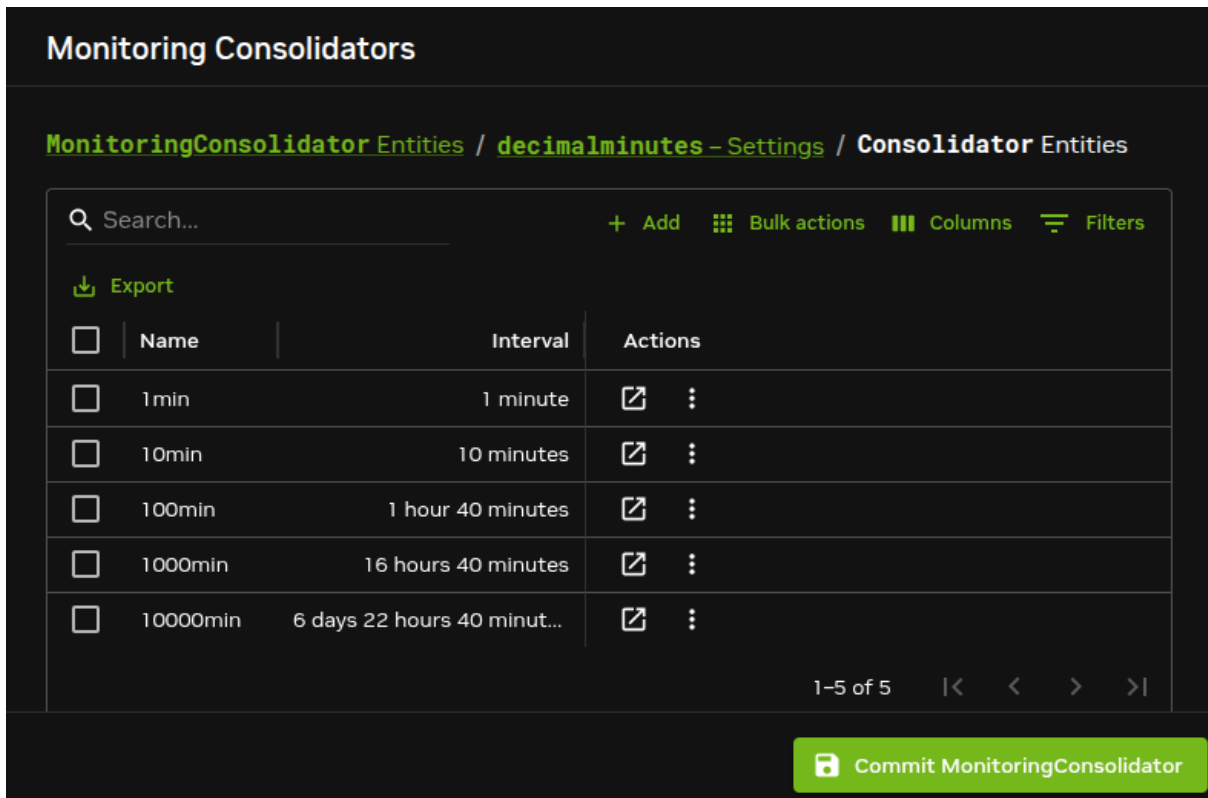 Monitoring Consolidators
MonitoringConsolidator Entities / decimalminutes – Settings / Consolidator Entities
Search... + Add Bulk actions Columns Filters
Export
Name Interval Actions
1min 1 minute
10min 10 minutes
100min 1 hour 40 minutes
1000min 16 hours 40 minutes
10000min 6 days 22 hours 40 minut...
1–5 of 5
Commit MonitoringConsolidator